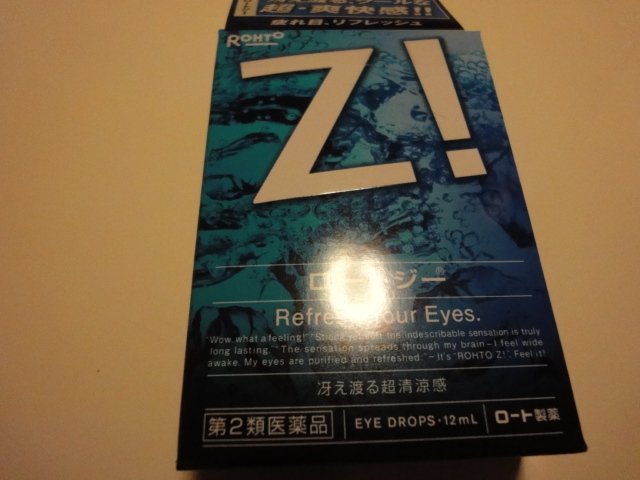 超・爽快感!!
疲れ目、リフレッシュ
ROHTO
Z!
ロートジー
Refresh Your Eyes.
"Wow, what a feeling!" "Strong, yet the indescribable sensation is truly
long lasting." "The sensation spreads through my brain–I feel wide
awake. My eyes are purified and refreshed." –It's "ROHTO Z!". Feel it!
冴え渡る超清涼感
第2類医薬品
EYE DROPS・12mL
ロート製薬